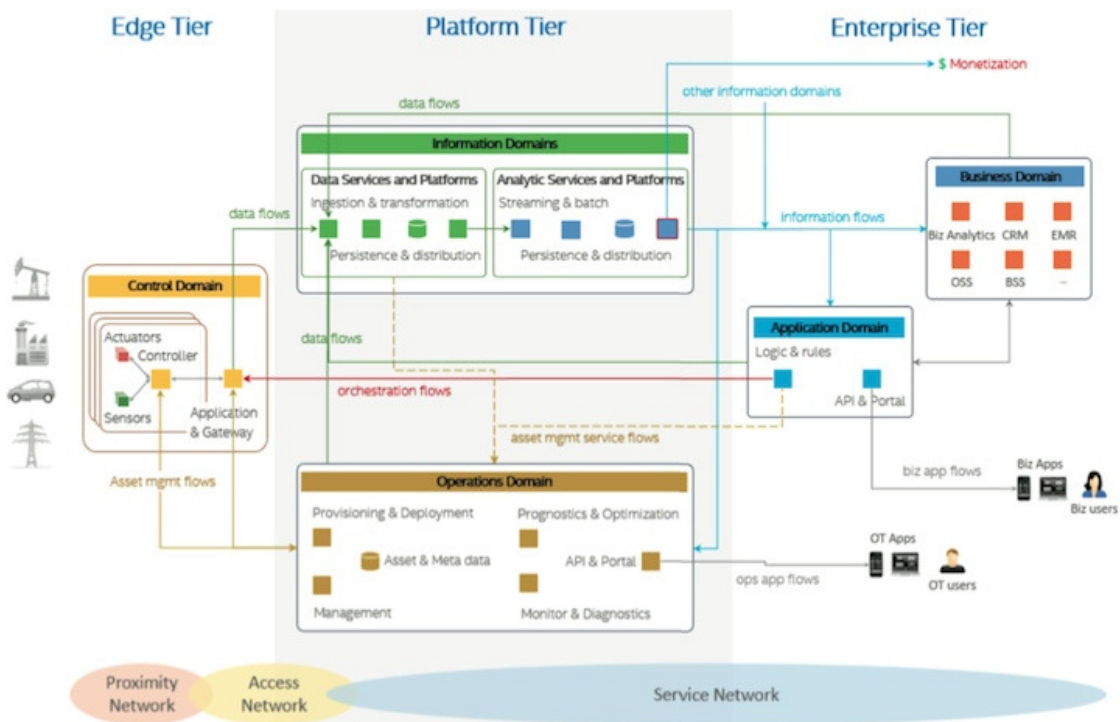 Edge Tier
Platform Tier
Enterprise Tier
$ Monetization
other information domains
data flows
Information Domains
Data Services and Platforms
Ingestion & transformation
Persistence & distribution
Analytic Services and Platforms
Streaming & batch
Persistence & distribution
Business Domain
Biz Analytics
CRM
EMR
OSS
BSS
...
information flows
data flows
Control Domain
Actuators
Controller
Sensors
Application
& Gateway
data flows
Application Domain
Logic & rules
API & Portal
orchestration flows
asset mgmt service flows
Asset mgmt flows
Operations Domain
Provisioning & Deployment
Prognostics & Optimization
Asset & Meta data
API & Portal
Management
Monitor & Diagnostics
biz app flows
Biz Apps
Biz users
OT Apps
ops app flows
OT users
Proximity
Network
Access
Network
Service Network